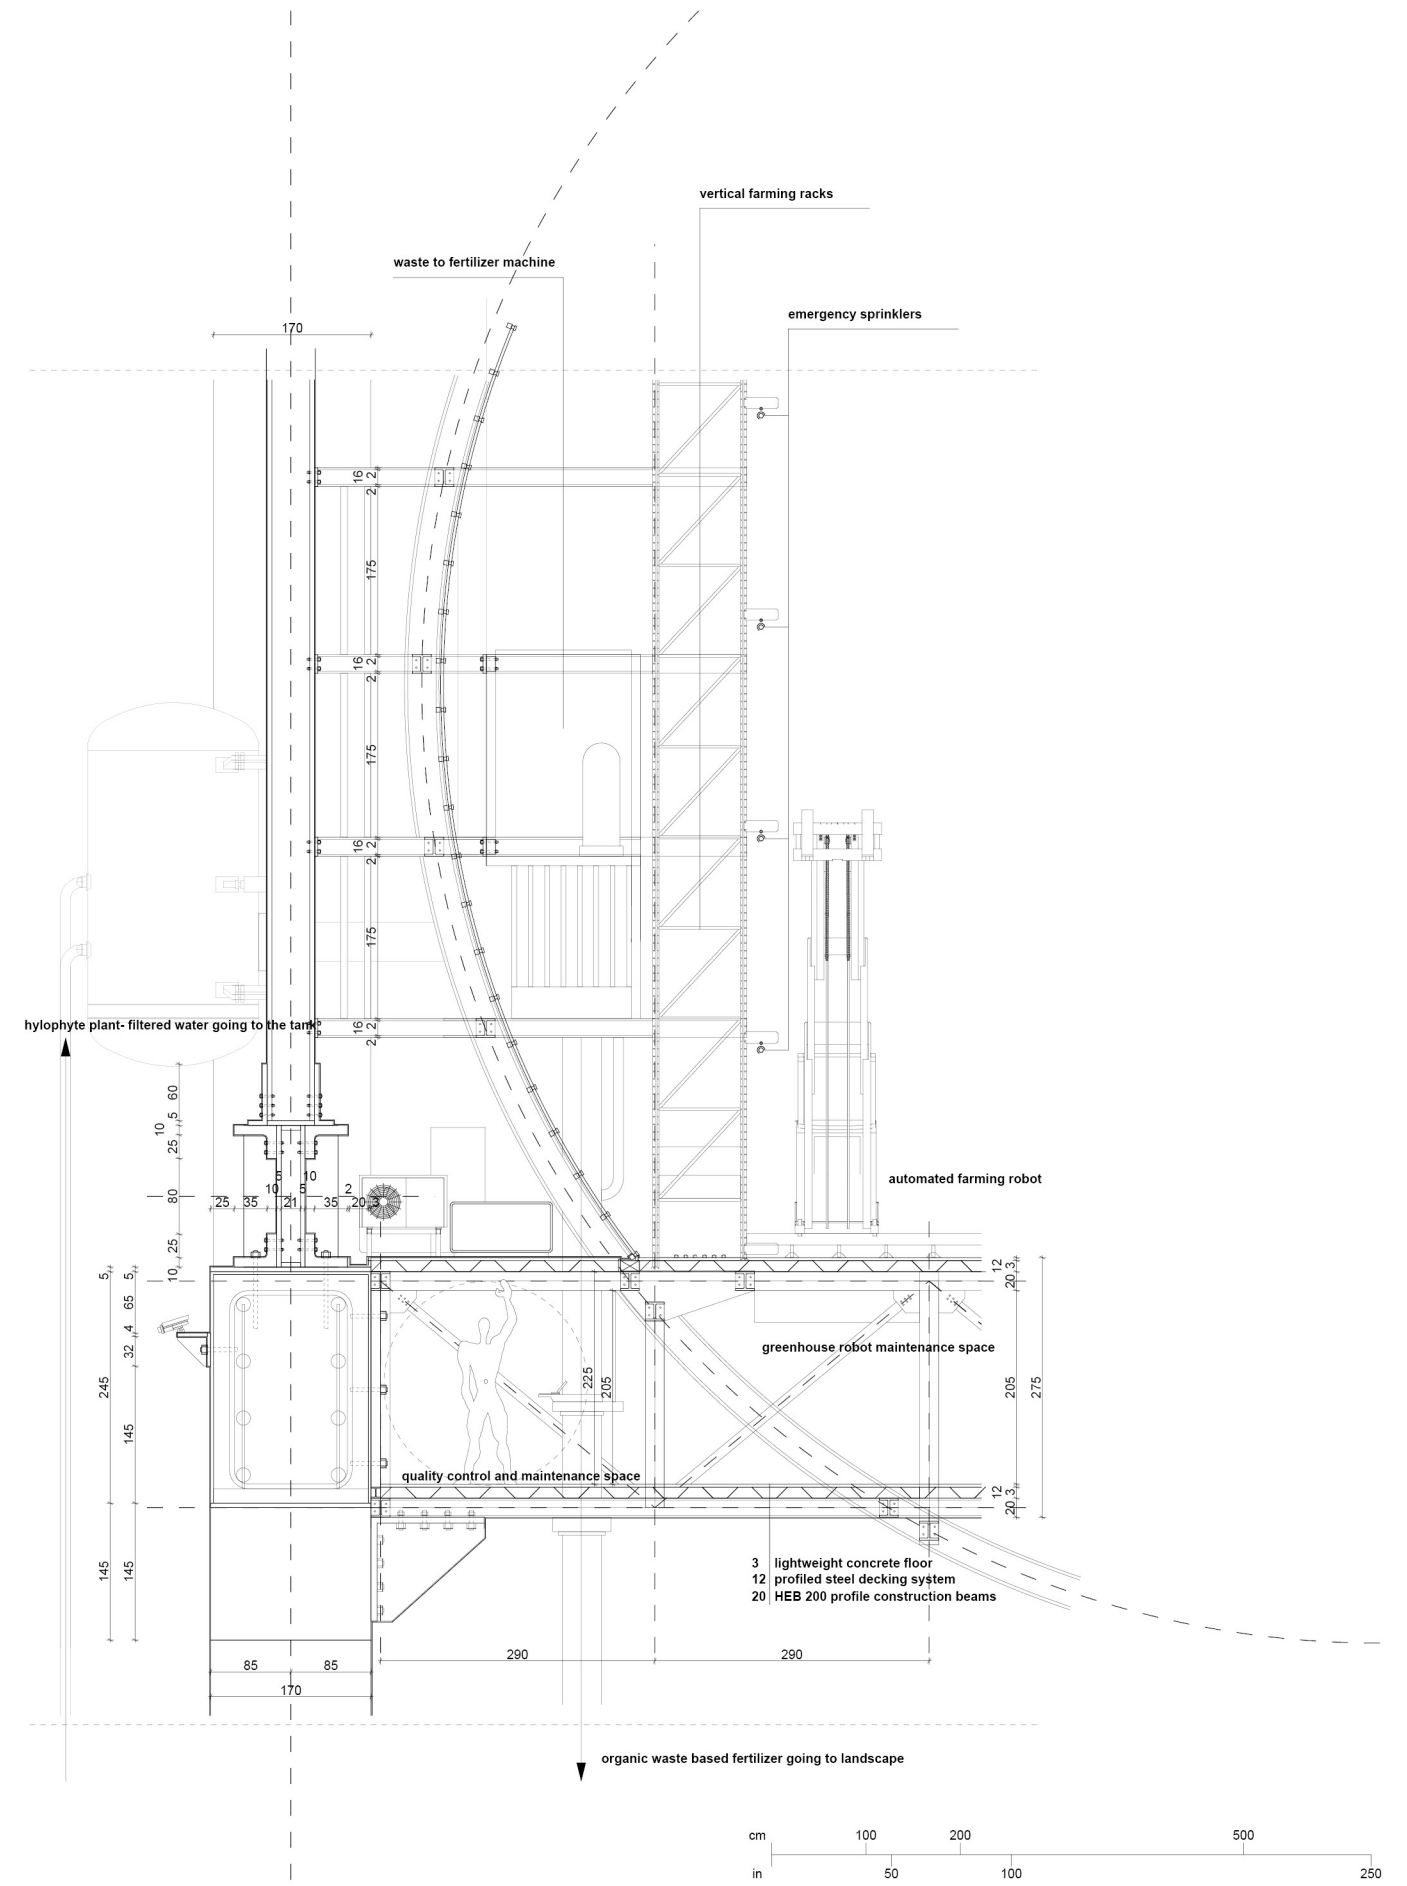 vertical farming racks
waste to fertilizer machine
emergency sprinklers
170
16 2
2
175
16 2
2
175
16 2
2
175
16 2
2
hylophyte plant- filtered water going to the tank
60
5
10
25
80
25
10
5 10
10 5 2
25 35 21 35 20 3
automated farming robot
5 5
65
4
32
245
145
145 145
12 3
20
greenhouse robot maintenance space
225
205
205
275
quality control and maintenance space
12 3
20
3 lightweight concrete floor
12 profiled steel decking system
20 HEB 200 profile construction beams
290 290
85 85
170
organic waste based fertilizer going to landscape
cm 100 200 500
in 50 100 250